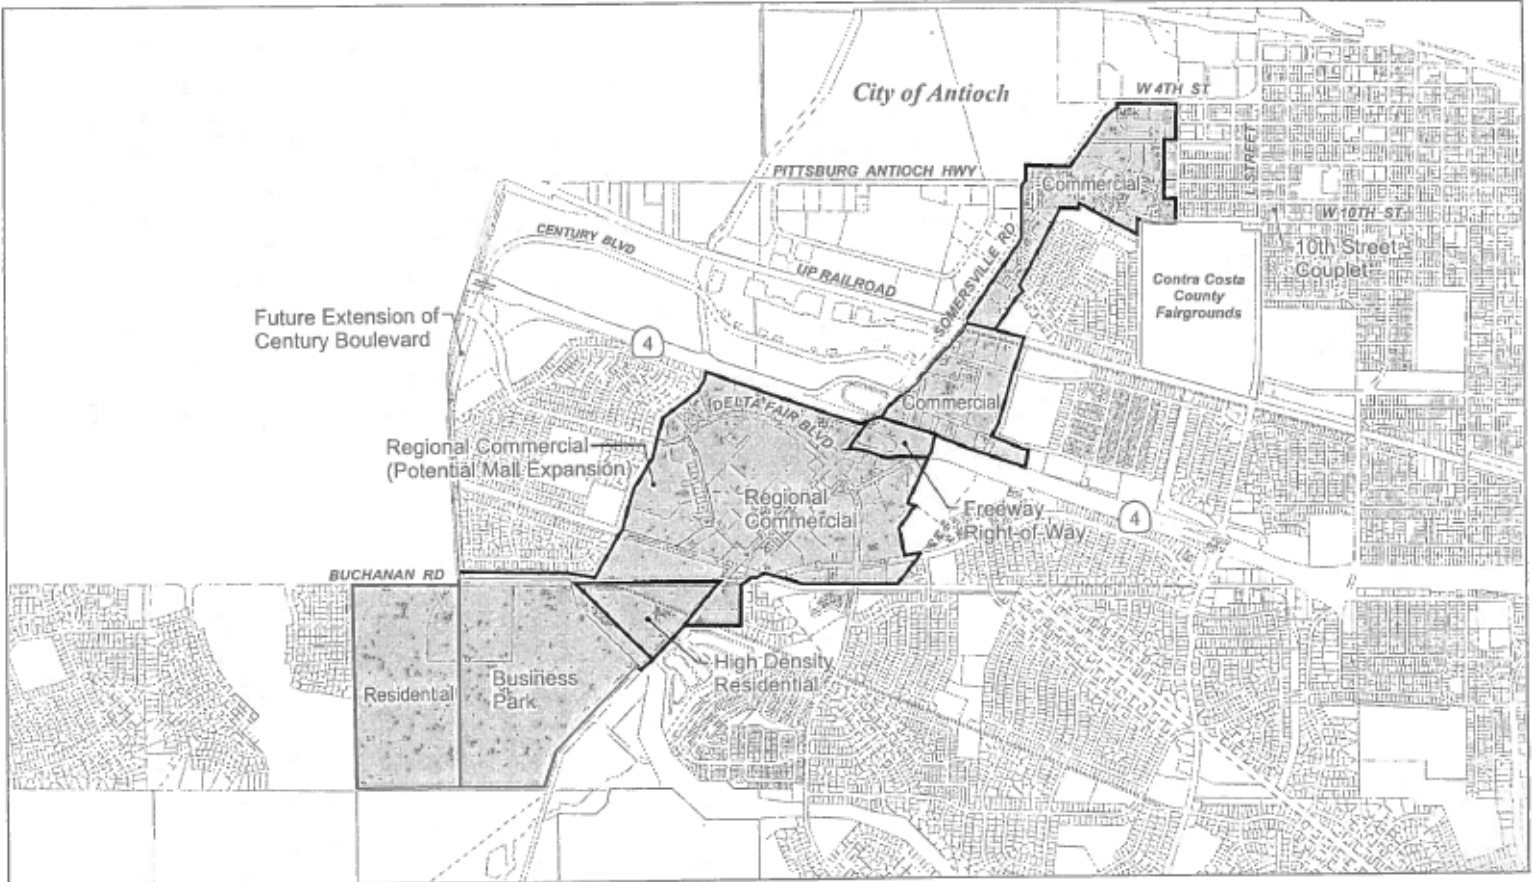 City of Antioch
W 4TH ST
PITTSBURG ANTIOCH HWY
Commercial
L STREET
W 10TH ST
10th Street
Couplet
CENTURY BLVD
UP RAILROAD
SOMERSVILLE RD
Contra Costa
County
Fairgrounds
Future Extension of
Century Boulevard
4
DELTA FAIR BLVD
Commercial
Regional Commercial
(Potential Mall Expansion)
Regional
Commercial
Freeway
Right-of-Way
4
BUCHANAN RD
Residential
Business
Park
High Density
Residential